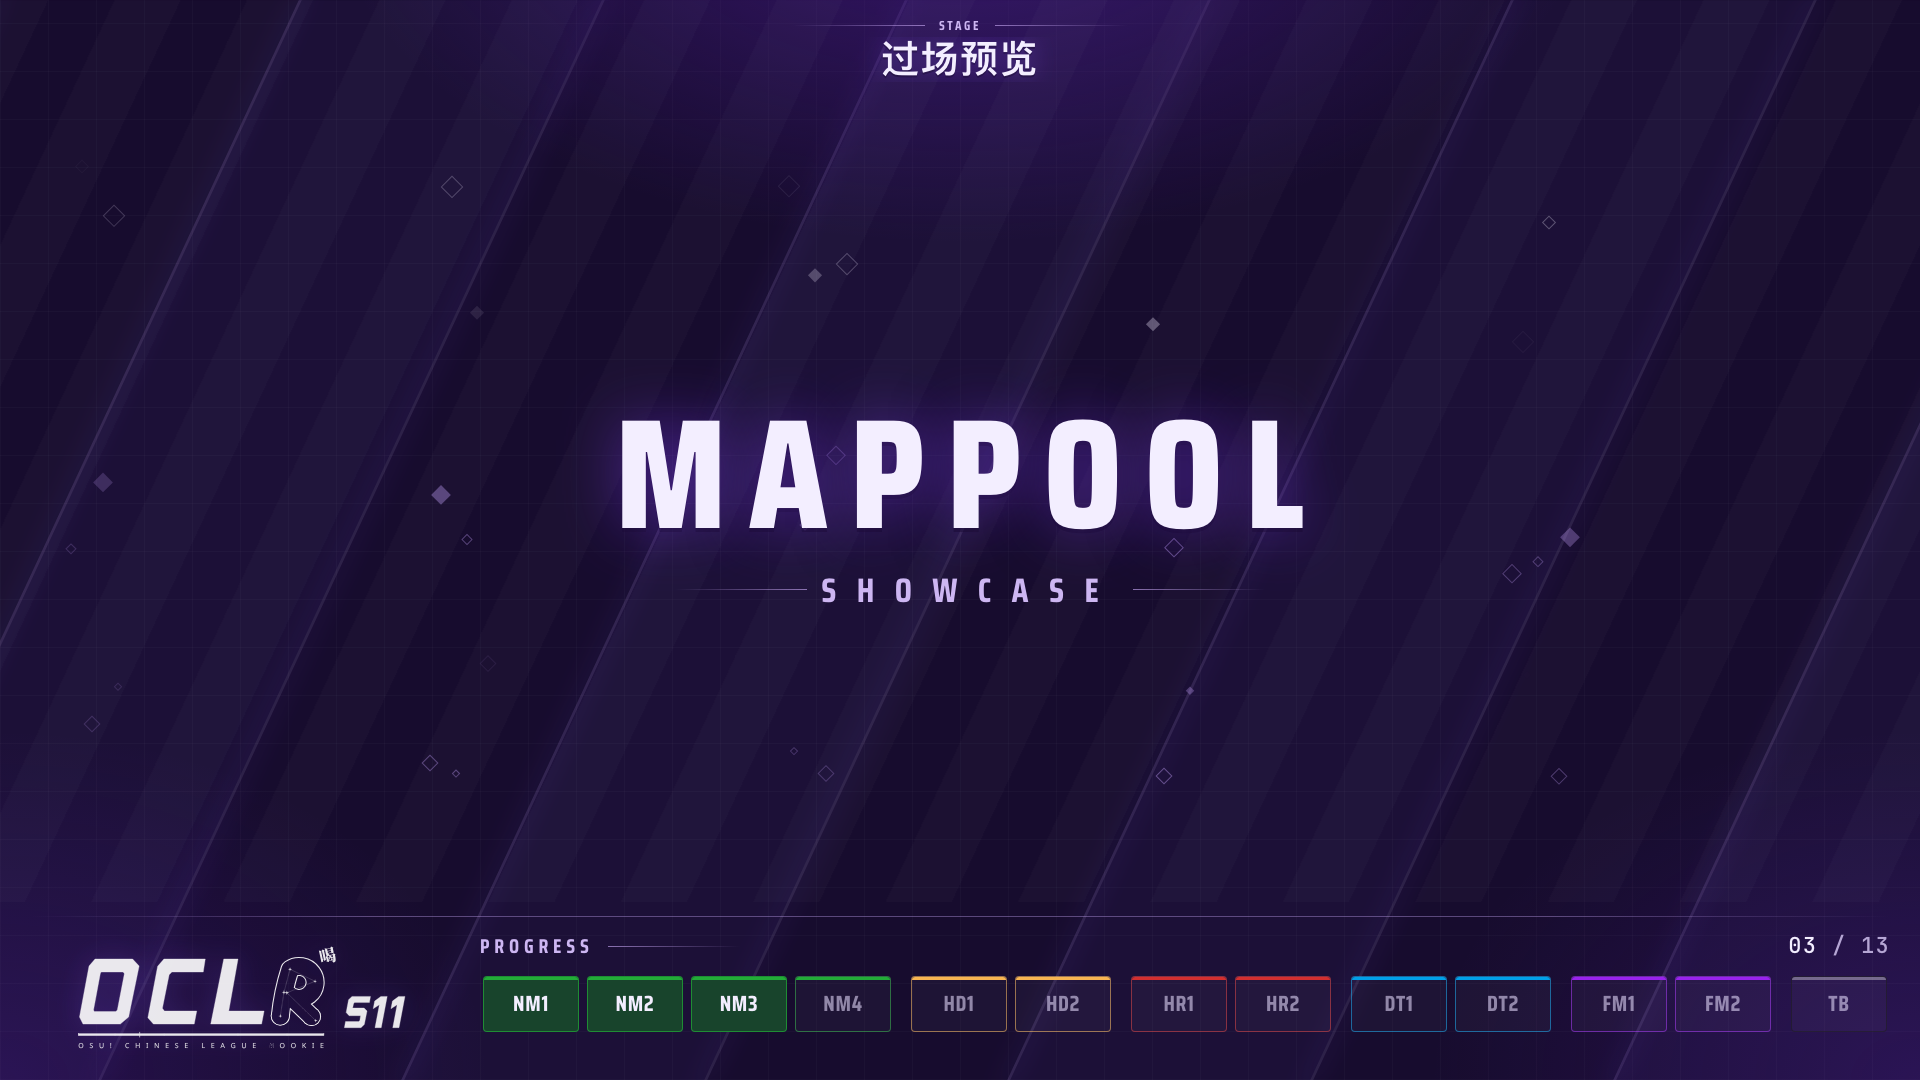 STAGE
过场预览
MAPPOOL
SHOWCASE
PROGRESS
03 / 13
OCLR
喝
S11
OSU! CHINESE LEAGUE ROOKIE
NM1 NM2 NM3 NM4 HD1 HD2 HR1 HR2 DT1 DT2 FM1 FM2 TB